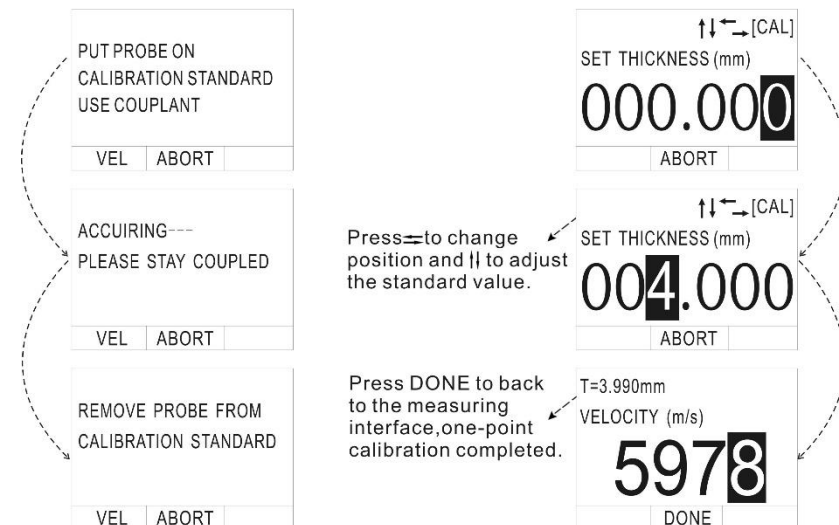 PUT PROBE ON
CALIBRATION STANDARD
USE COUPLANT
VEL ABORT
ACCUIRING---
PLEASE STAY COUPLED
VEL ABORT
REMOVE PROBE FROM
CALIBRATION STANDARD
VEL ABORT
↑↓←→[CAL]
SET THICKNESS (mm)
000.000
ABORT
Press⇆to change
position and ↑↓ to adjust
the standard value.
↑↓←→[CAL]
SET THICKNESS (mm)
004.000
ABORT
Press DONE to back
to the measuring
interface,one-point
calibration completed.
T=3.990mm
VELOCITY (m/s)
5978
DONE